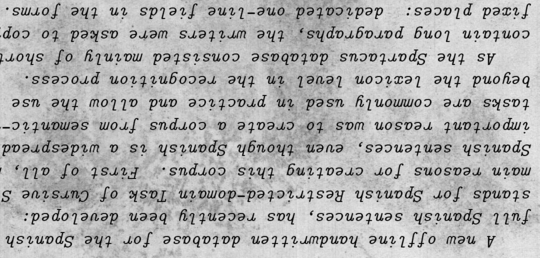 A new offline handwritten database for the Spanish
full Spanish sentences, has recently been developed:
stands for Spanish Restricted-domain Task of Cursive S
main reasons for creating this corpus. First of all,
Spanish sentences, even though Spanish is a widespread
important reason was to create a corpus from semantic-
tasks are commonly used in practice and allow the use
beyond the lexicon level in the recognition process.
As the Spartacus database consisted mainly of short
contain long paragraphs, the writers were asked to cop
fixed places: dedicated one-line fields in the forms.